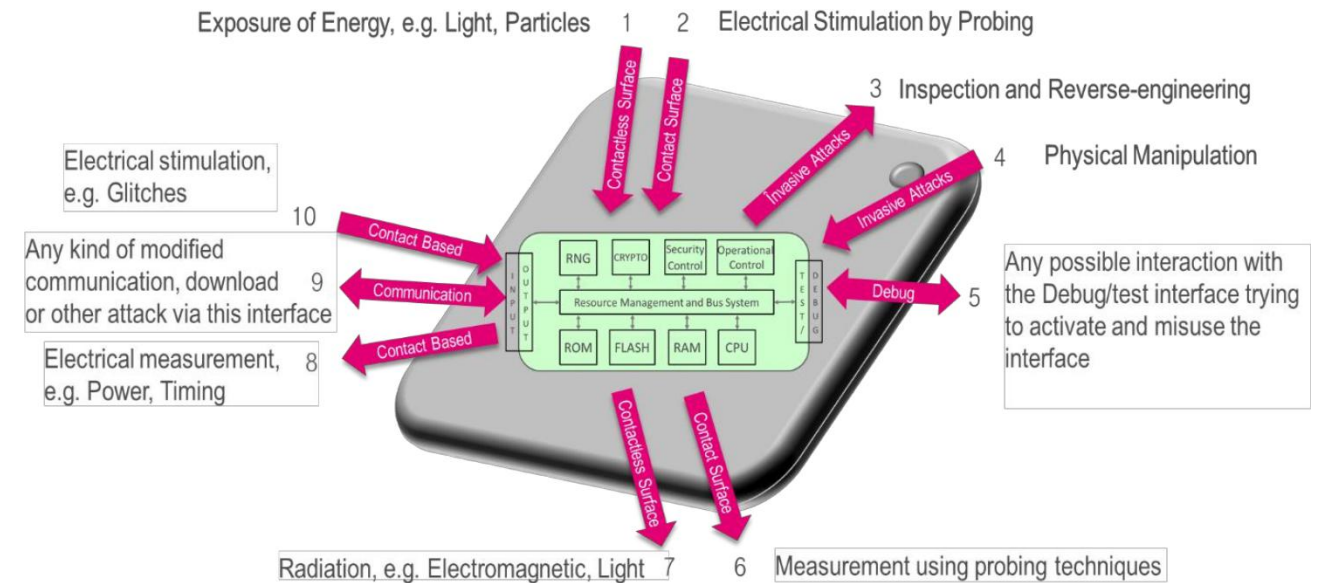 Exposure of Energy, e.g. Light, Particles 1
2 Electrical Stimulation by Probing
3 Inspection and Reverse-engineering
4 Physical Manipulation
Contactless Surface
Contact Surface
Invasive Attacks
Invasive Attacks
Electrical stimulation,
e.g. Glitches
10
Contact Based
Any kind of modified
communication, download 9
or other attack via this interface
Communication
Electrical measurement, 8
e.g. Power, Timing
Contact Based
INPUT
OUTPUT
RNG
CRYPTO
Security
Control
Operational
Control
Resource Management and Bus System
ROM
FLASH
RAM
CPU
TEST/
DEBUG
Debug
5
Any possible interaction with
the Debug/test interface trying
to activate and misuse the
interface
Contactless Surface
Contact Surface
Radiation, e.g. Electromagnetic, Light 7
6 Measurement using probing techniques